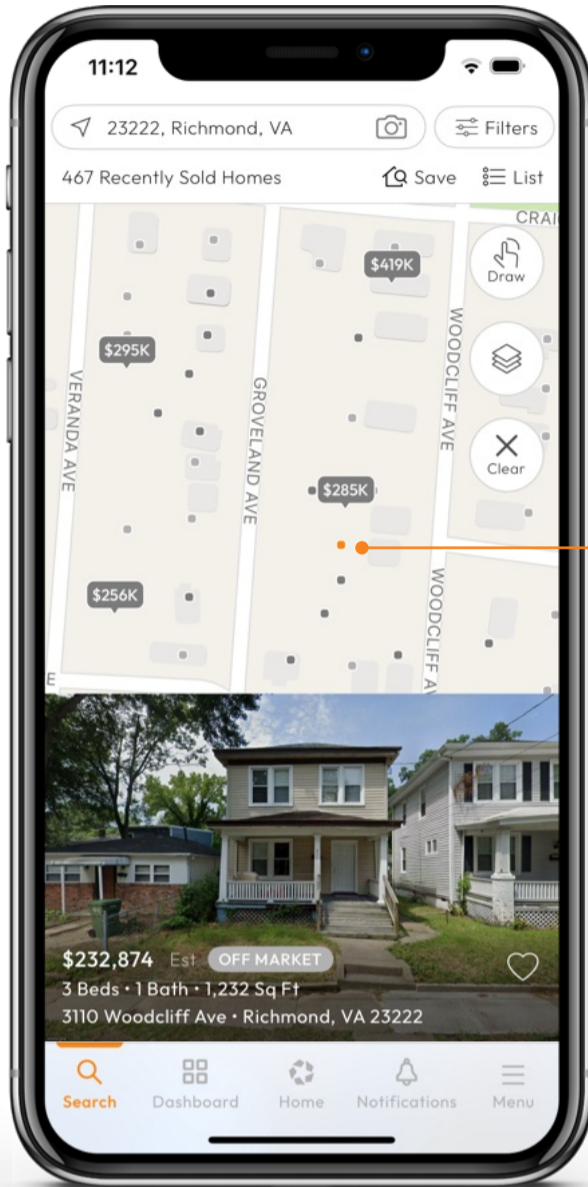 11:12
23222, Richmond, VA
Filters
467 Recently Sold Homes
Save
List
CRAI
$419K
Draw
$295K
WOODCLIFF AVE
VERANDA AVE
GROVELAND AVE
Clear
$285K
$256K
WOODCLIFF AV
E
$232,874 Est OFF MARKET
3 Beds • 1 Bath • 1,232 Sq Ft
3110 Woodcliff Ave • Richmond, VA 23222
Search
Dashboard
Home
Notifications
Menu